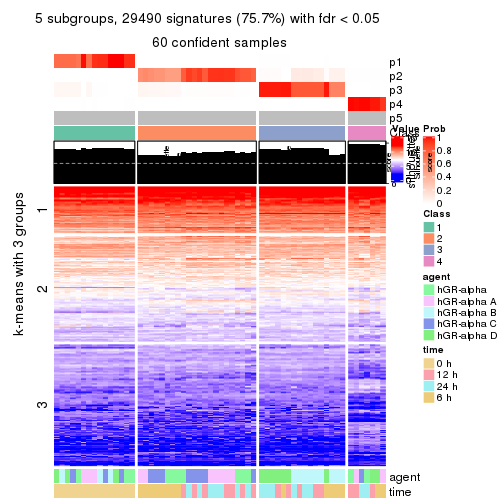 5 subgroups, 29490 signatures (75.7%) with fdr < 0.05
60 confident samples
p1
p2
p3
p4
p5
Class
Value
Prob
1
0.8
0.6
0.4
0.2
0
Class
1
2
3
4
agent
hGR-alpha
hGR-alpha A
hGR-alpha B
hGR-alpha C
hGR-alpha D
time
0 h
12 h
24 h
6 h
k-means with 3 groups
1
2
3
agent
time